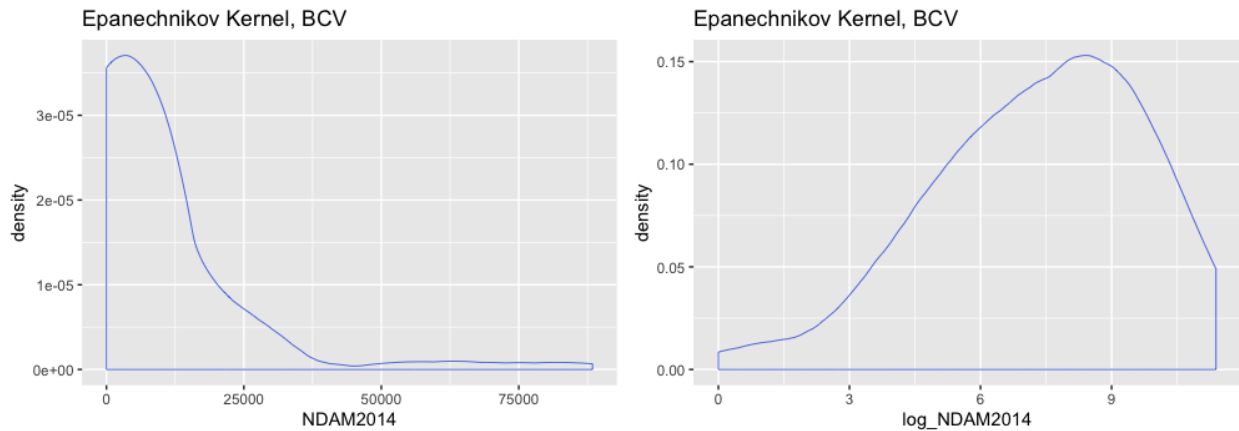 Epanechnikov Kernel, BCV
density
3e-05
2e-05
1e-05
0e+00
0 25000 50000 75000
NDAM2014
Epanechnikov Kernel, BCV
density
0.15
0.10
0.05
0.00
0 3 6 9
log_NDAM2014